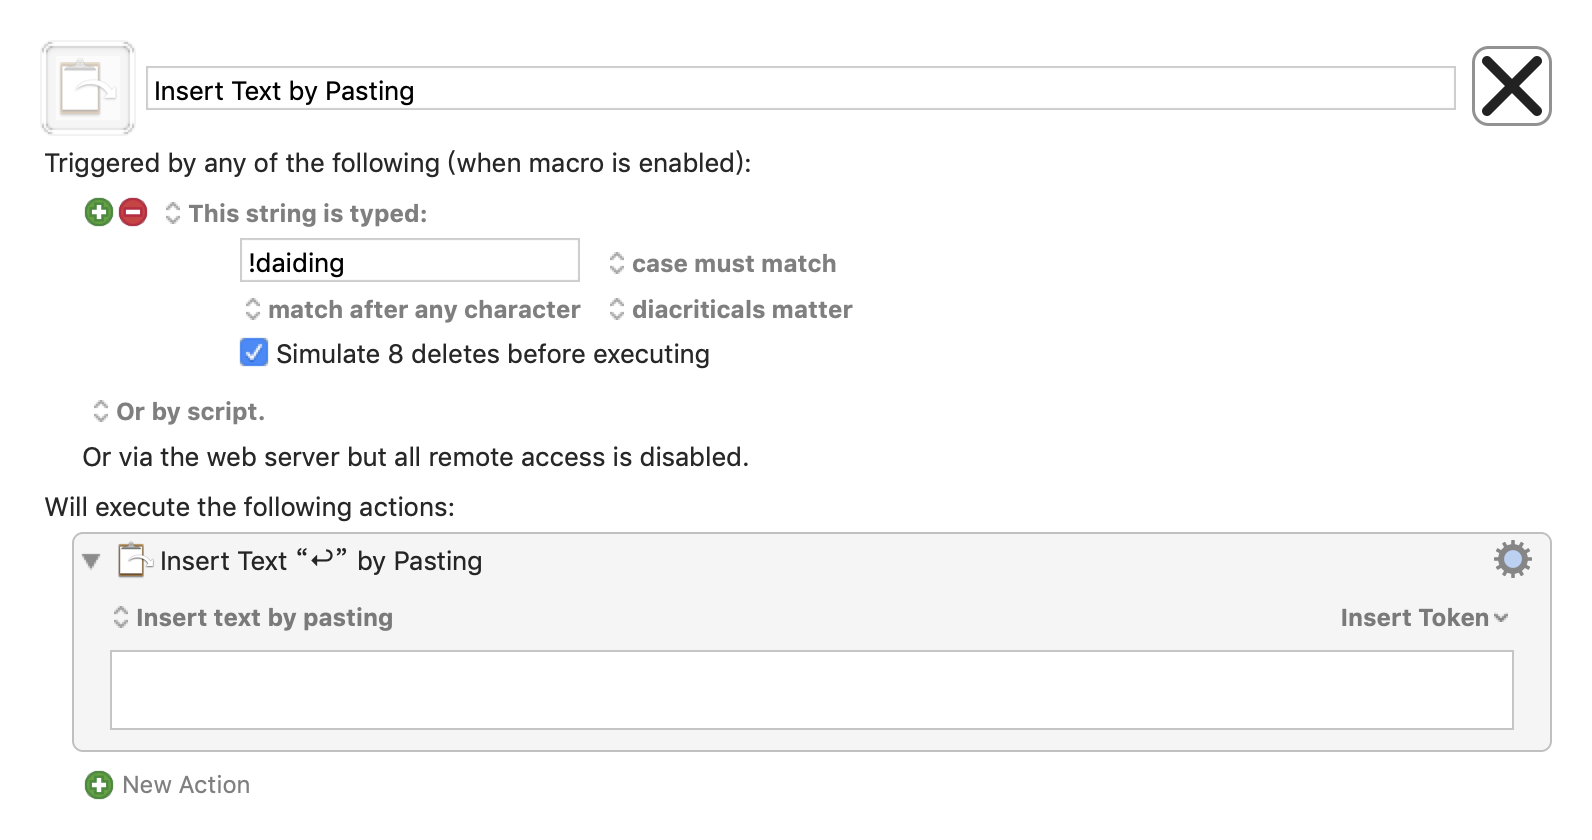 Insert Text by Pasting
Triggered by any of the following (when macro is enabled):
This string is typed:
!daiding
case must match
match after any character
diacriticals matter
Simulate 8 deletes before executing
Or by script.
Or via the web server but all remote access is disabled.
Will execute the following actions:
Insert Text “↩” by Pasting
Insert text by pasting
Insert Token
New Action